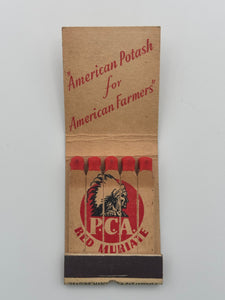 "American Potash
for
American Farmers"
P.C.A.
RED MURIATE